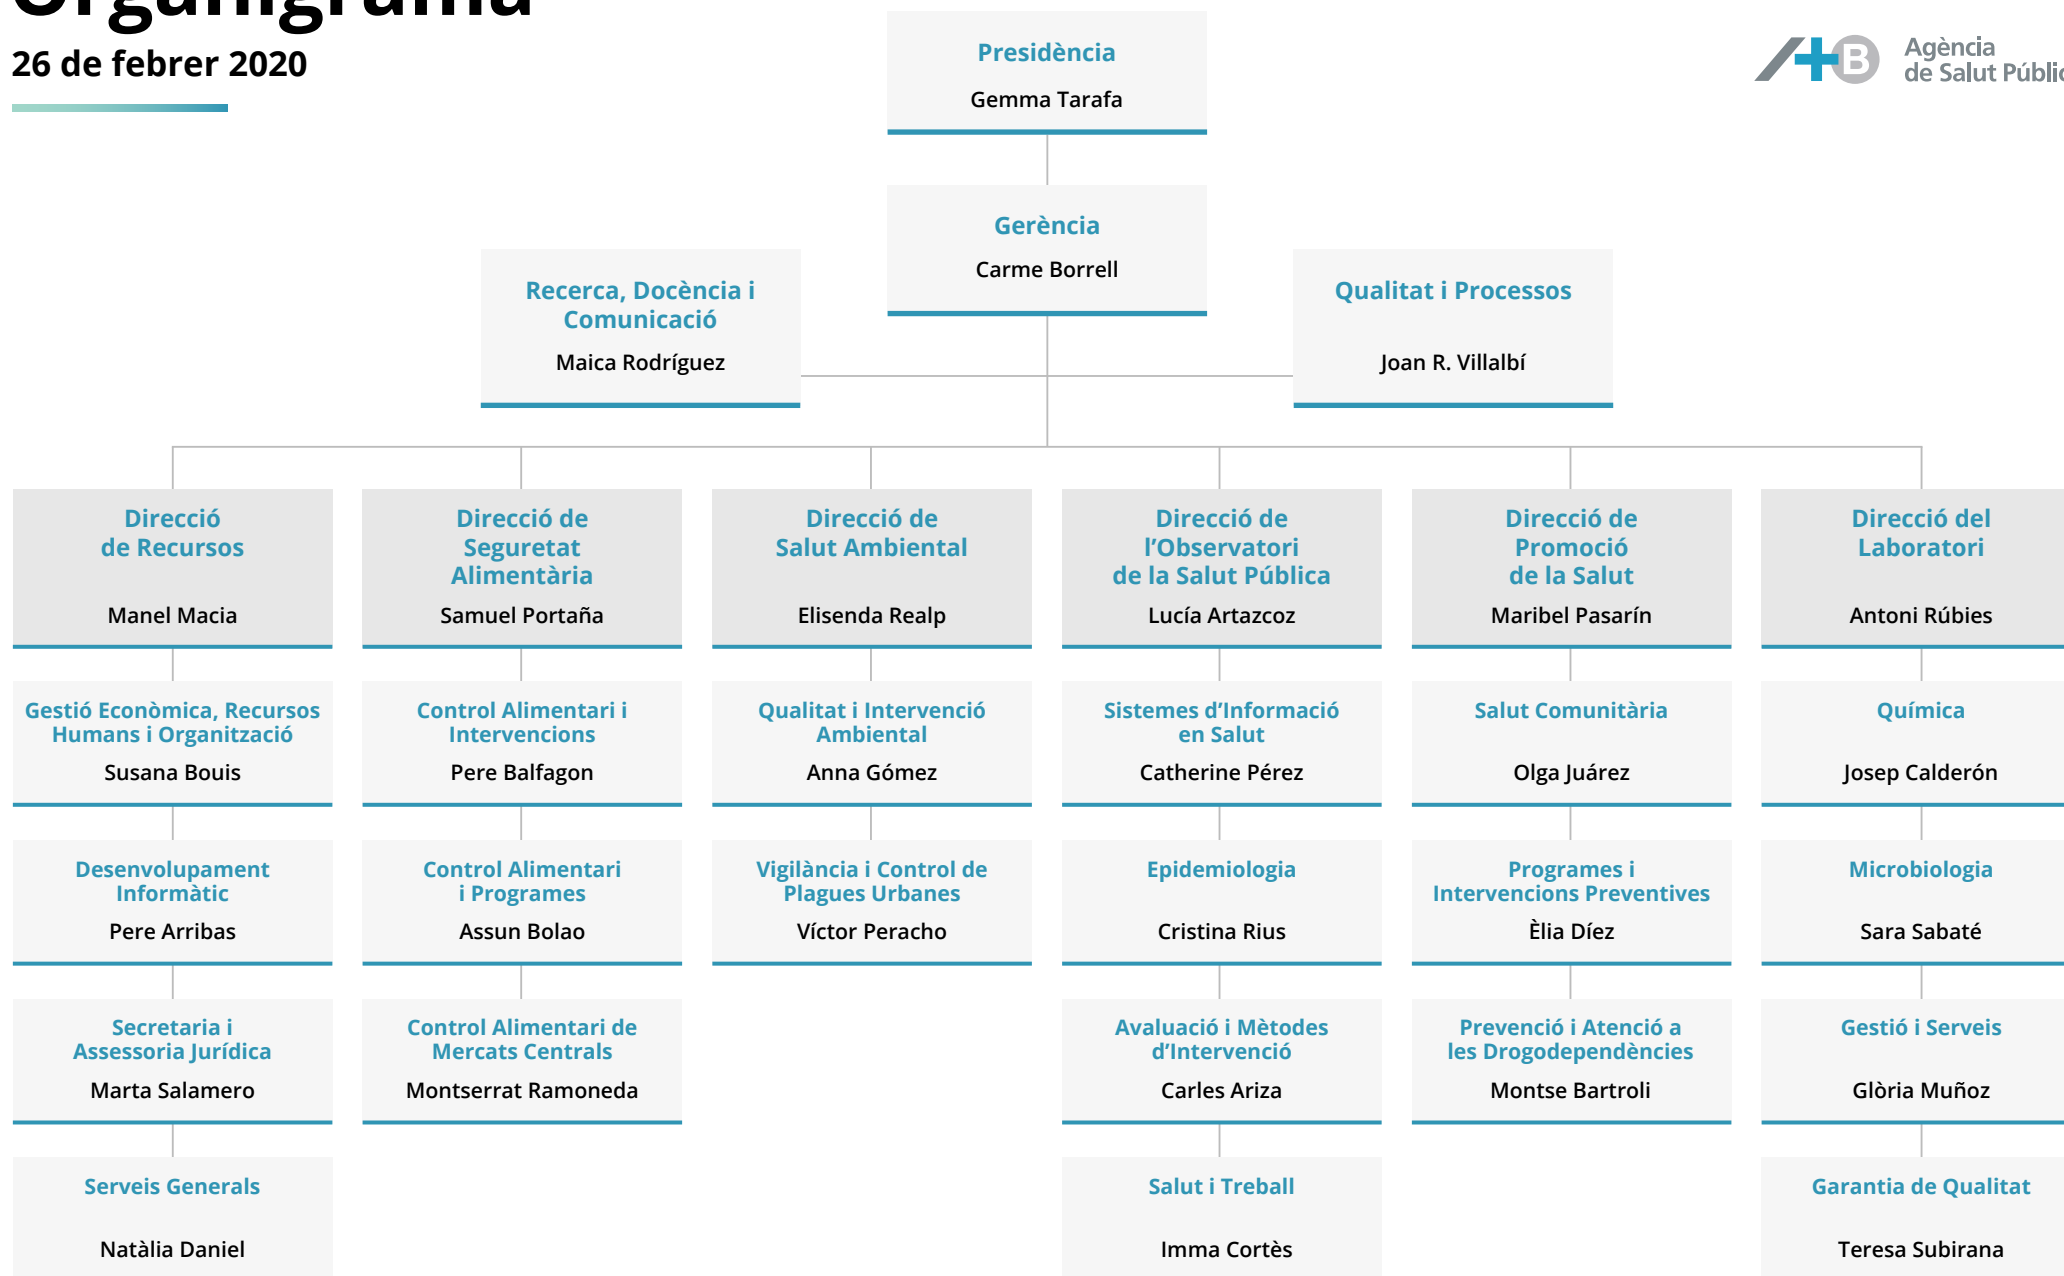 Organigrama
26 de febrer 2020
Agència
de Salut Públic
Presidència
Gemma Tarafa
Gerència
Carme Borrell
Recerca, Docència i
Comunicació
Maica Rodríguez
Qualitat i Processos
Joan R. Villalbí
Direcció
de Recursos
Manel Macia
Direcció de
Seguretat
Alimentària
Samuel Portaña
Direcció de
Salut Ambiental
Elisenda Realp
Direcció de
l’Observatori
de la Salut Pública
Lucía Artazcoz
Direcció de
Promoció
de la Salut
Maribel Pasarín
Direcció del
Laboratori
Antoni Rúbies
Gestió Econòmica, Recursos
Humans i Organització
Susana Bouis
Control Alimentari i
Intervencions
Pere Balfagon
Qualitat i Intervenció
Ambiental
Anna Gómez
Sistemes d’Informació
en Salut
Catherine Pérez
Salut Comunitària
Olga Juárez
Química
Josep Calderón
Desenvolupament
Informàtic
Pere Arribas
Control Alimentari
i Programes
Assun Bolao
Vigilància i Control de
Plagues Urbanes
Víctor Peracho
Epidemiologia
Cristina Rius
Programes i
Intervencions Preventives
Èlia Díez
Microbiologia
Sara Sabaté
Secretaria i
Assessoria Jurídica
Marta Salamero
Control Alimentari de
Mercats Centrals
Montserrat Ramoneda
Avaluació i Mètodes
d’Intervenció
Carles Ariza
Prevenció i Atenció a
les Drogodependències
Montse Bartroli
Gestió i Serveis
Glòria Muñoz
Serveis Generals
Natàlia Daniel
Salut i Treball
Imma Cortès
Garantia de Qualitat
Teresa Subirana